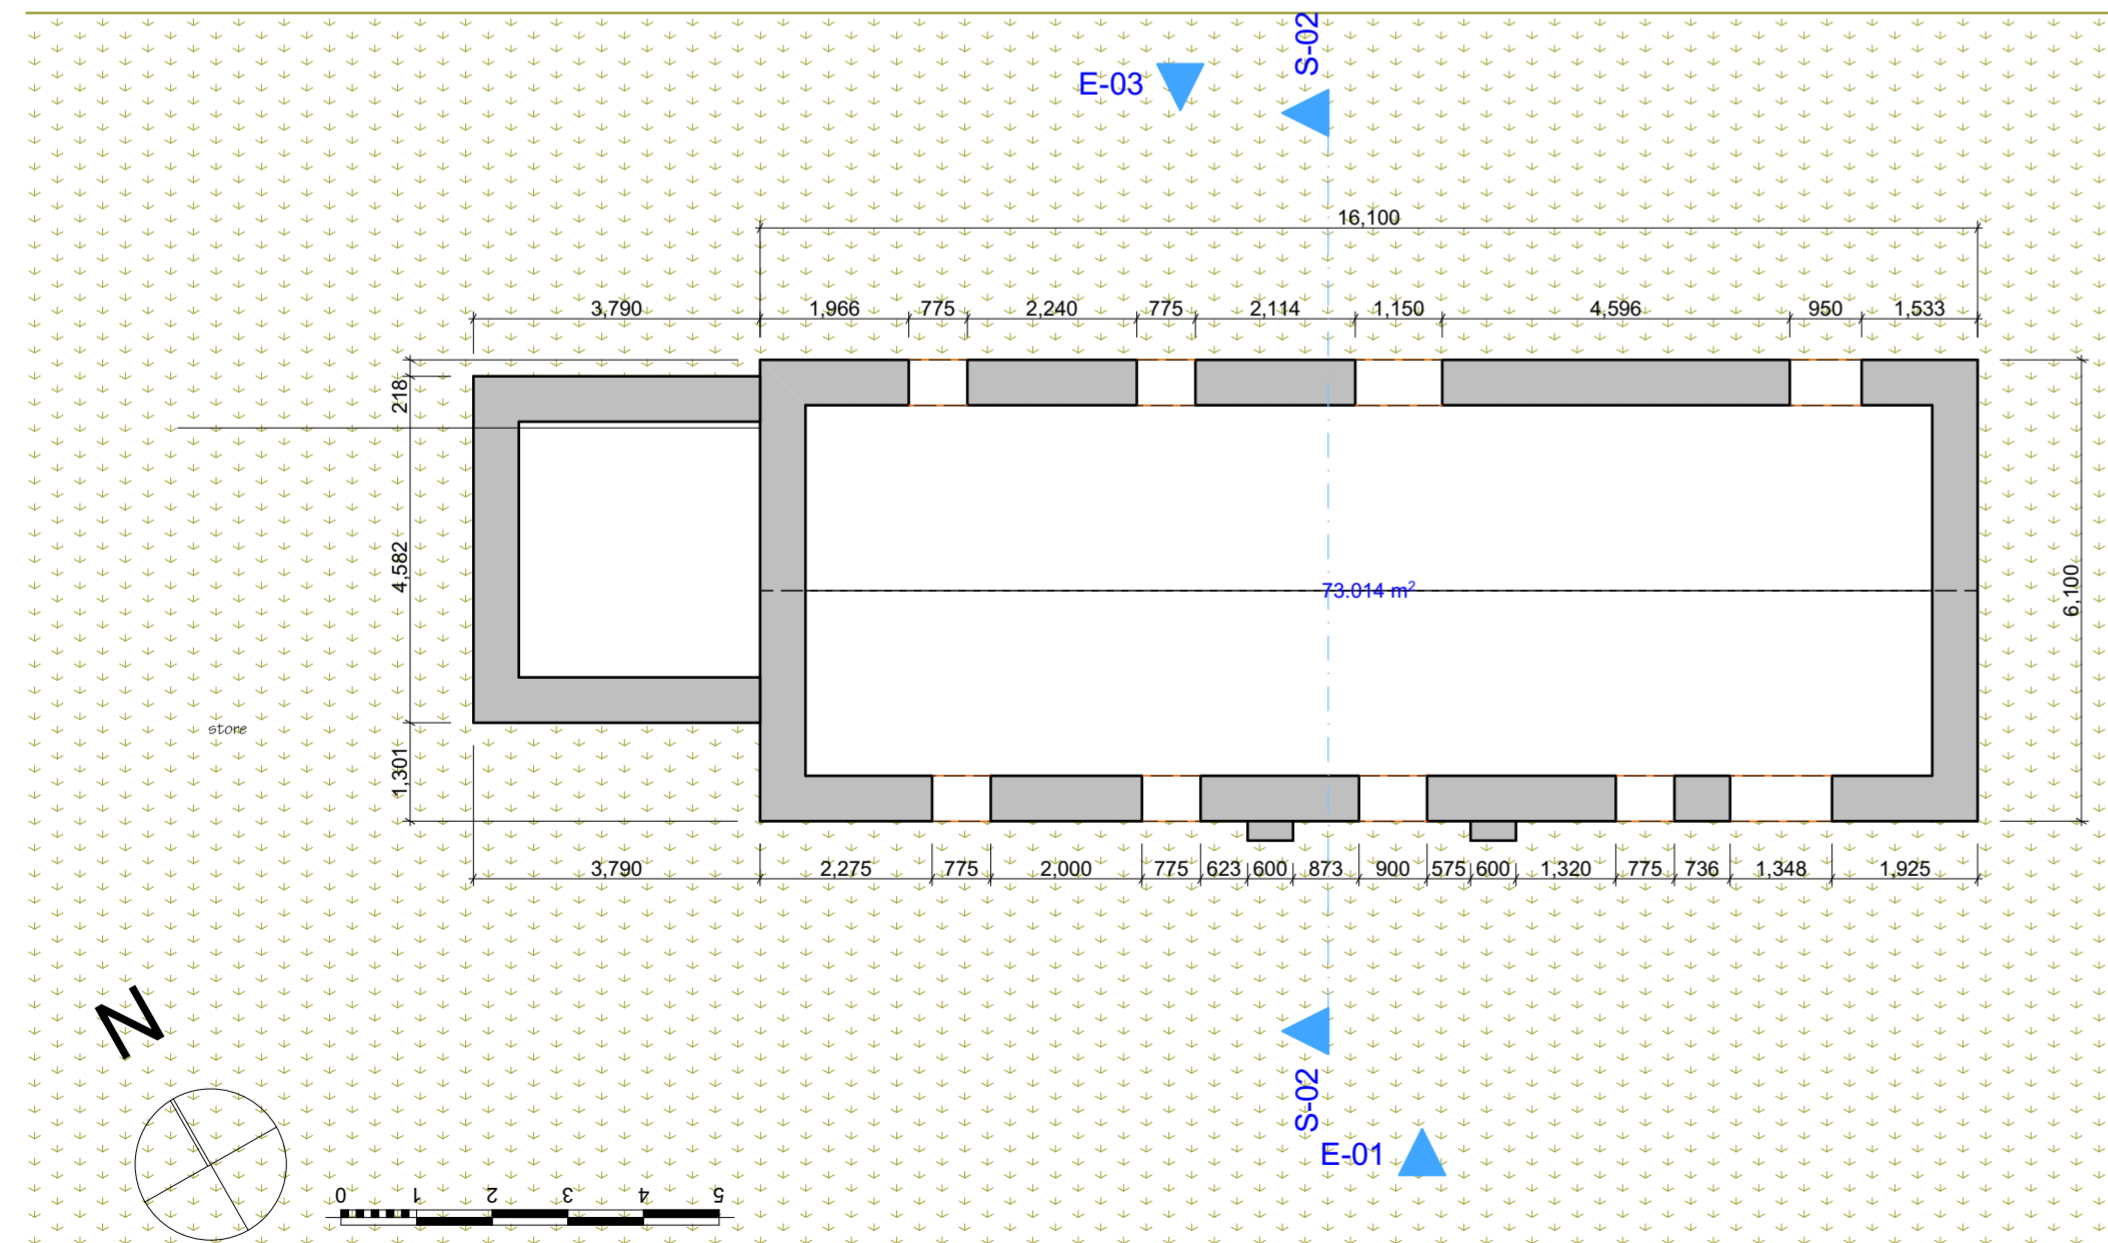 S-02
E-03
16,100
3,790 1,966 775 2,240 775 2,114 1,150 4,596 950 1,533
218
4,582
73.014 m²
6,100
store
1,301
3,790 2,275 775 2,000 775 623 600 873 900 575 600 1,320 775 736 1,348 1,925
N
S-02
E-01
0 1 2 3 4 5